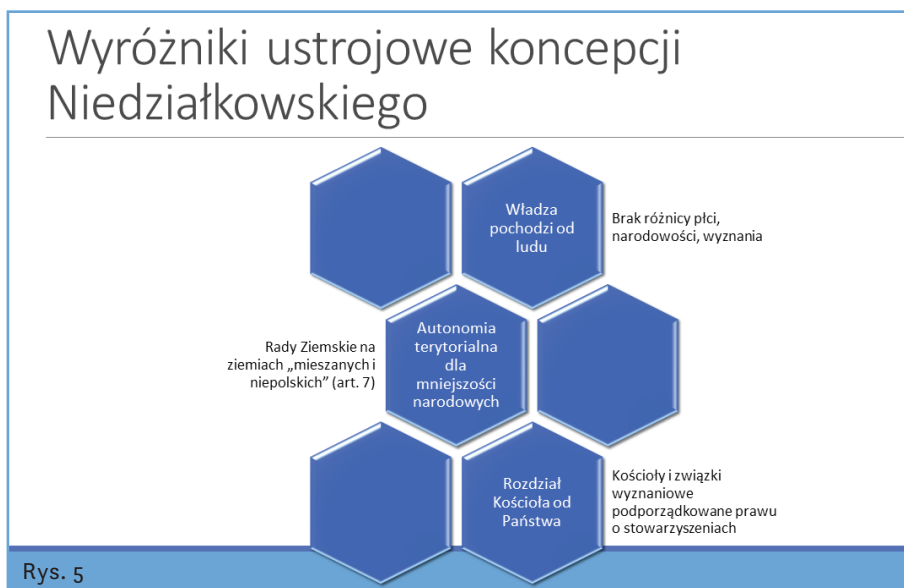 Wyróżniki ustrojowe koncepcji
Niedziałkowskiego
Władza
pochodzi od
ludu
Brak różnicy płci,
narodowości, wyznania
Rady Ziemskie na
ziemiach „mieszanych i
niepolskich” (art. 7)
Autonomia
terytorialna
dla
mniejszości
narodowych
Rozdział
Kościoła od
Państwa
Kościoły i związki
wyznaniowe
podporządkowane prawu
o stowarzyszeniach
Rys. 5